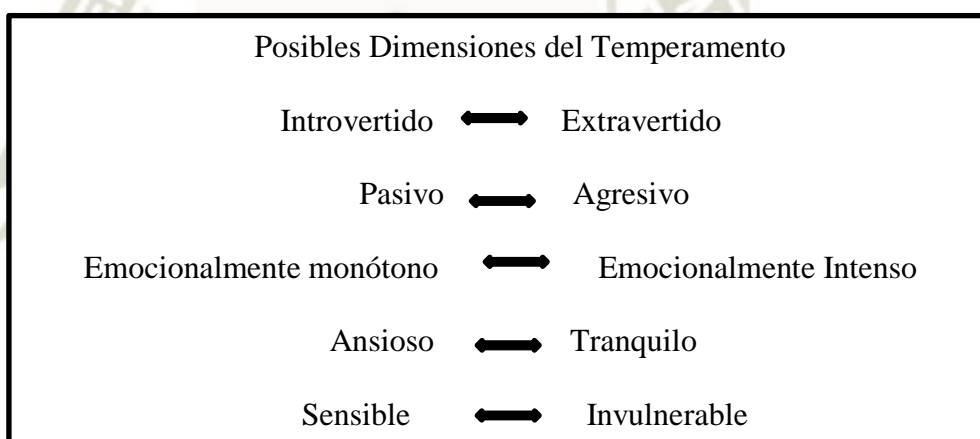 Posibles Dimensiones del Temperamento
Introvertido Extravertido
Pasivo Agresivo
Emocionalmente monótono Emocionalmente Intenso
Ansioso Tranquilo
Sensible Invulnerable